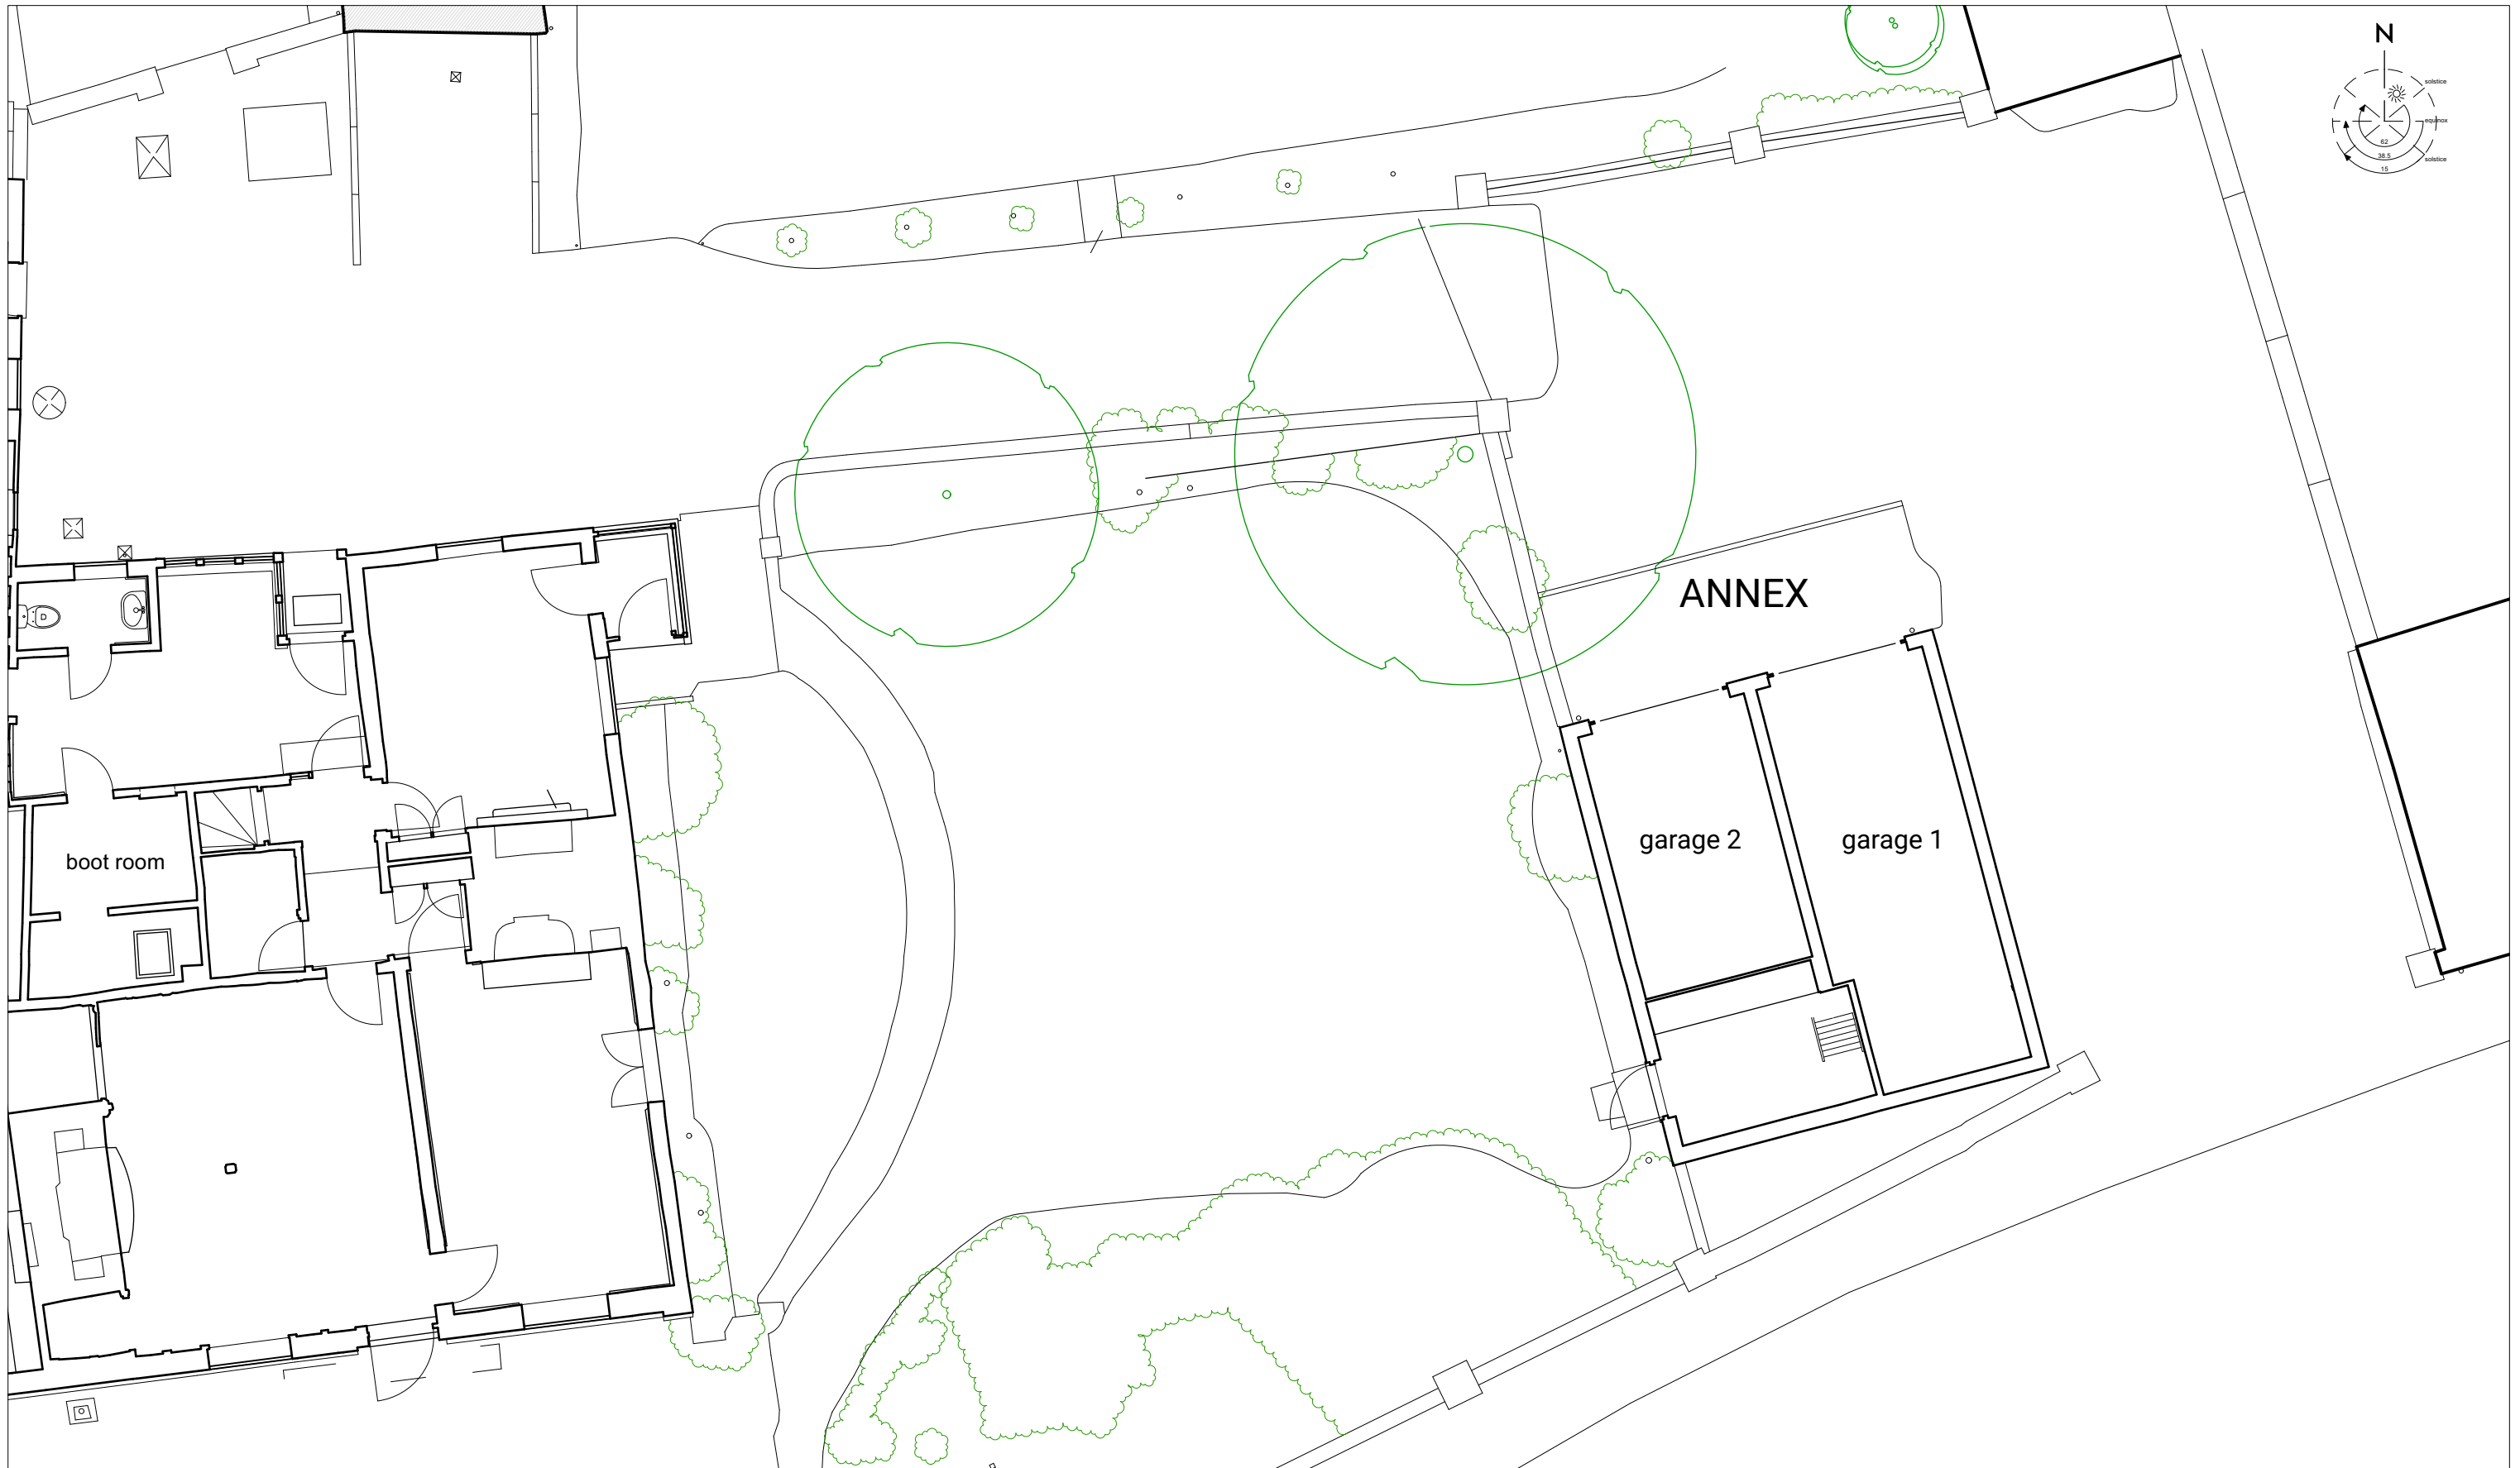 N
solstice
equinox
62
38.5
solstice
15
ANNEX
garage 2
garage 1
boot room